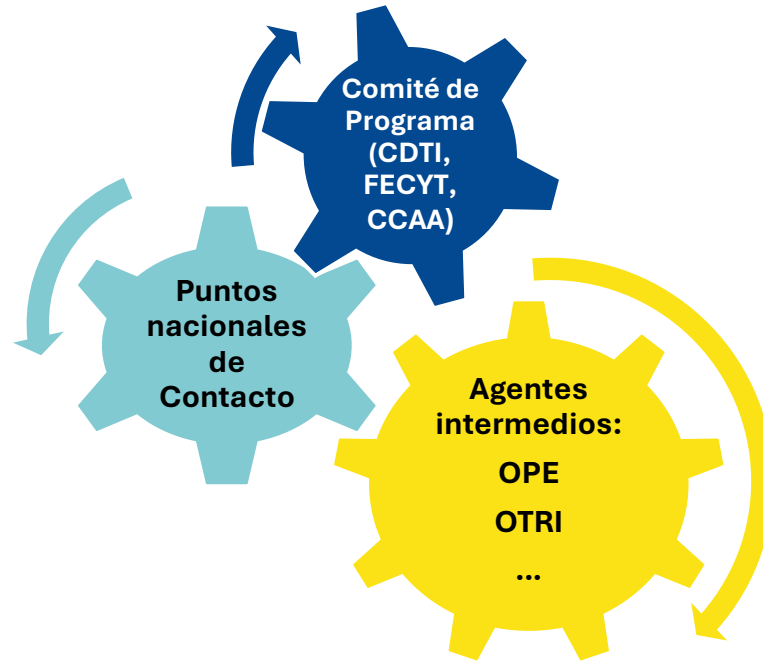 Comité de
Programa
(CDTI,
FECYT,
CCAA)
Puntos
nacionales
de
Contacto
Agentes
intermedios:
OPE
OTRI
...